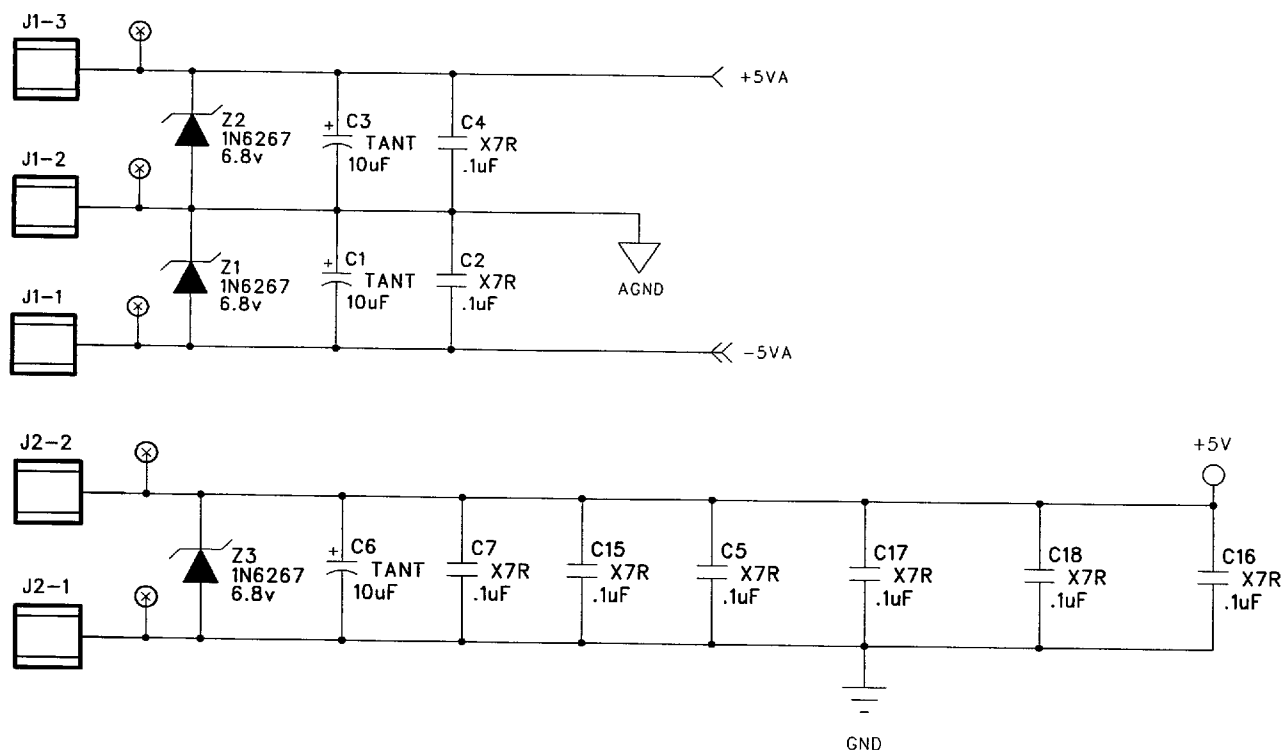 J1-3
+5VA
Z2
1N6267
6.8v
+
C3
TANT
10uF
C4
X7R
.1uF
J1-2
Z1
1N6267
6.8v
+
C1
TANT
10uF
C2
X7R
.1uF
AGND
J1-1
-5VA
J2-2
+5V
Z3
1N6267
6.8v
+
C6
TANT
10uF
C7
X7R
.1uF
C15
X7R
.1uF
C5
X7R
.1uF
C17
X7R
.1uF
C18
X7R
.1uF
C16
X7R
.1uF
J2-1
GND